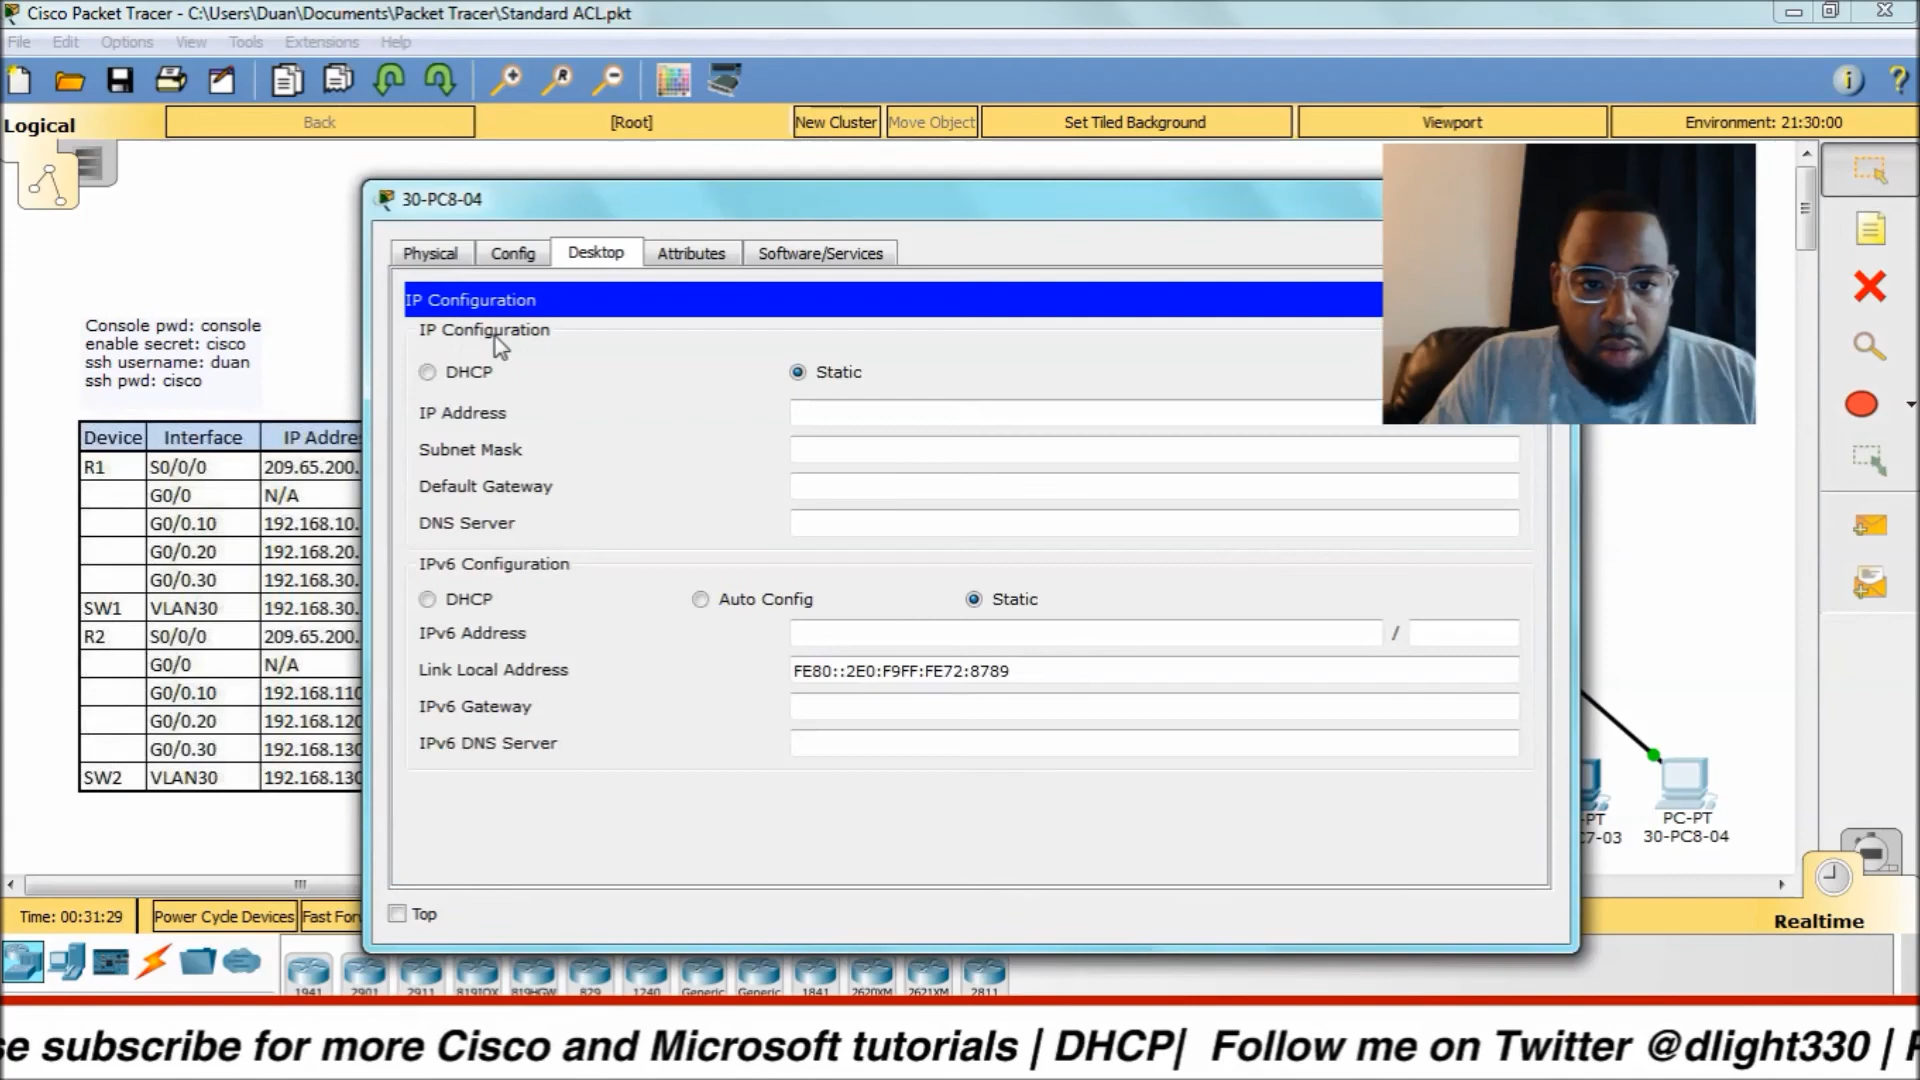 Cisco Packet Tracer - C:\Users\Duan\Documents\Packet Tracer\Standard ACL.pkt
File Edit Options View Tools Extensions Help
Logical Back [Root] New Cluster Move Object Set Tiled Background Viewport Environment: 21:30:00
30-PC8-04
Physical Config Desktop Attributes Software/Services
IP Configuration
IP Configuration
DHCP Static
IP Address
Subnet Mask
Default Gateway
DNS Server
IPv6 Configuration
DHCP Auto Config Static
IPv6 Address /
Link Local Address FE80::2E0:F9FF:FE72:8789
IPv6 Gateway
IPv6 DNS Server
Top
Console pwd: console
enable secret: cisco
ssh username: duan
ssh pwd: cisco
Device Interface IP Addre
R1 S0/0/0 209.65.200.
G0/0 N/A
G0/0.10 192.168.10.
G0/0.20 192.168.20.
G0/0.30 192.168.30.
SW1 VLAN30 192.168.30.
R2 S0/0/0 209.65.200.
G0/0 N/A
G0/0.10 192.168.110
G0/0.20 192.168.120
G0/0.30 192.168.130
SW2 VLAN30 192.168.130
-PT PC-PT
C7-03 30-PC8-04
Time: 00:31:29 Power Cycle Devices Fast For
Realtime
1941 2901 2911 819IOX 819HGW 829 1240 Generic Generic 1841 2620XM 2621XM 2811
se subscribe for more Cisco and Microsoft tutorials | DHCP| Follow me on Twitter @dlight330 |